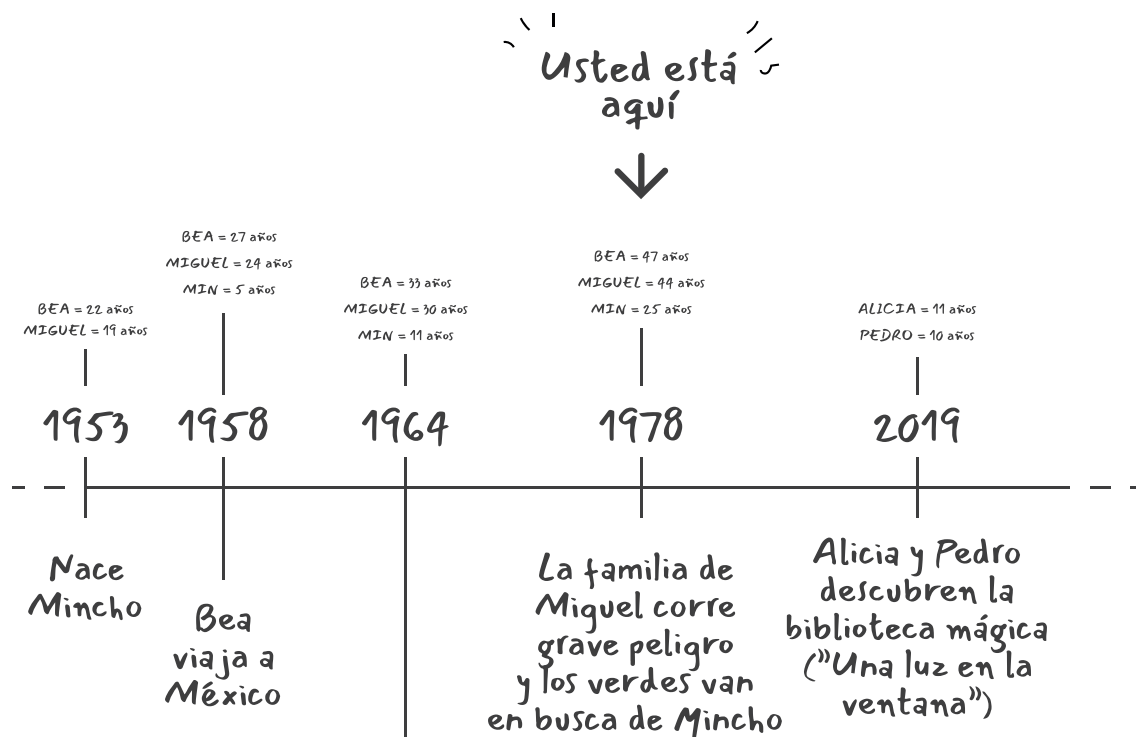 Usted está
aquí
BEA = 22 años
MIGUEL = 19 años
1953
Nace
Mincho
BEA = 27 años
MIGUEL = 24 años
MIN = 5 años
1958
Bea
viaja a
México
BEA = 33 años
MIGUEL = 30 años
MIN = 11 años
1964
BEA = 47 años
MIGUEL = 44 años
MIN = 25 años
1978
La familia de
Miguel corre
grave peligro
y los verdes van
en busca de Mincho
ALICIA = 11 años
PEDRO = 10 años
2019
Alicia y Pedro
descubren la
biblioteca mágica
("Una luz en la
ventana")